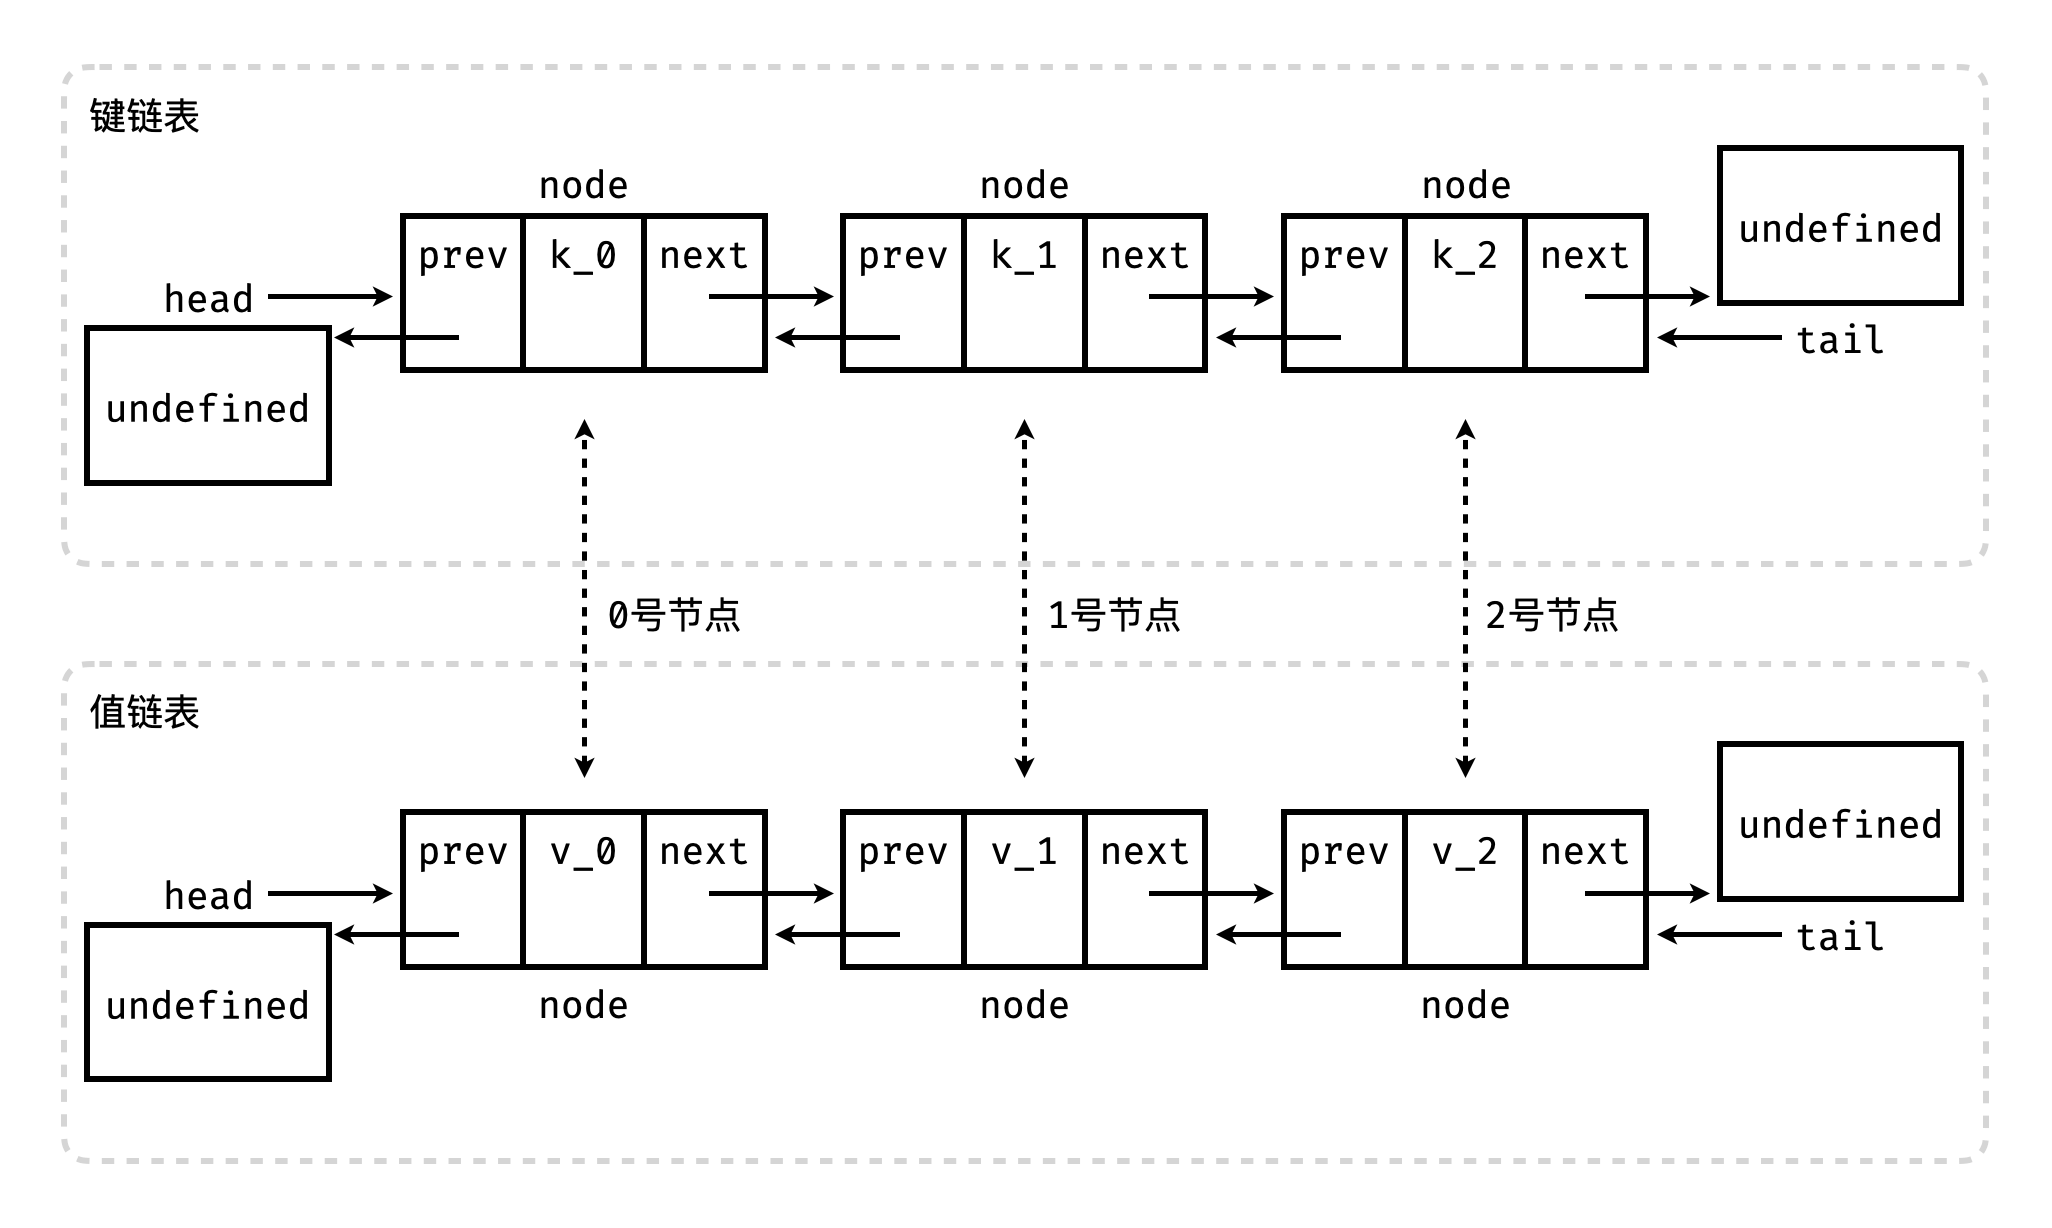 键链表
node
node
node
prev k_0 next
prev k_1 next
prev k_2 next
undefined
head
tail
undefined
0号节点
1号节点
2号节点
值链表
prev v_0 next
prev v_1 next
prev v_2 next
undefined
head
tail
undefined
node
node
node